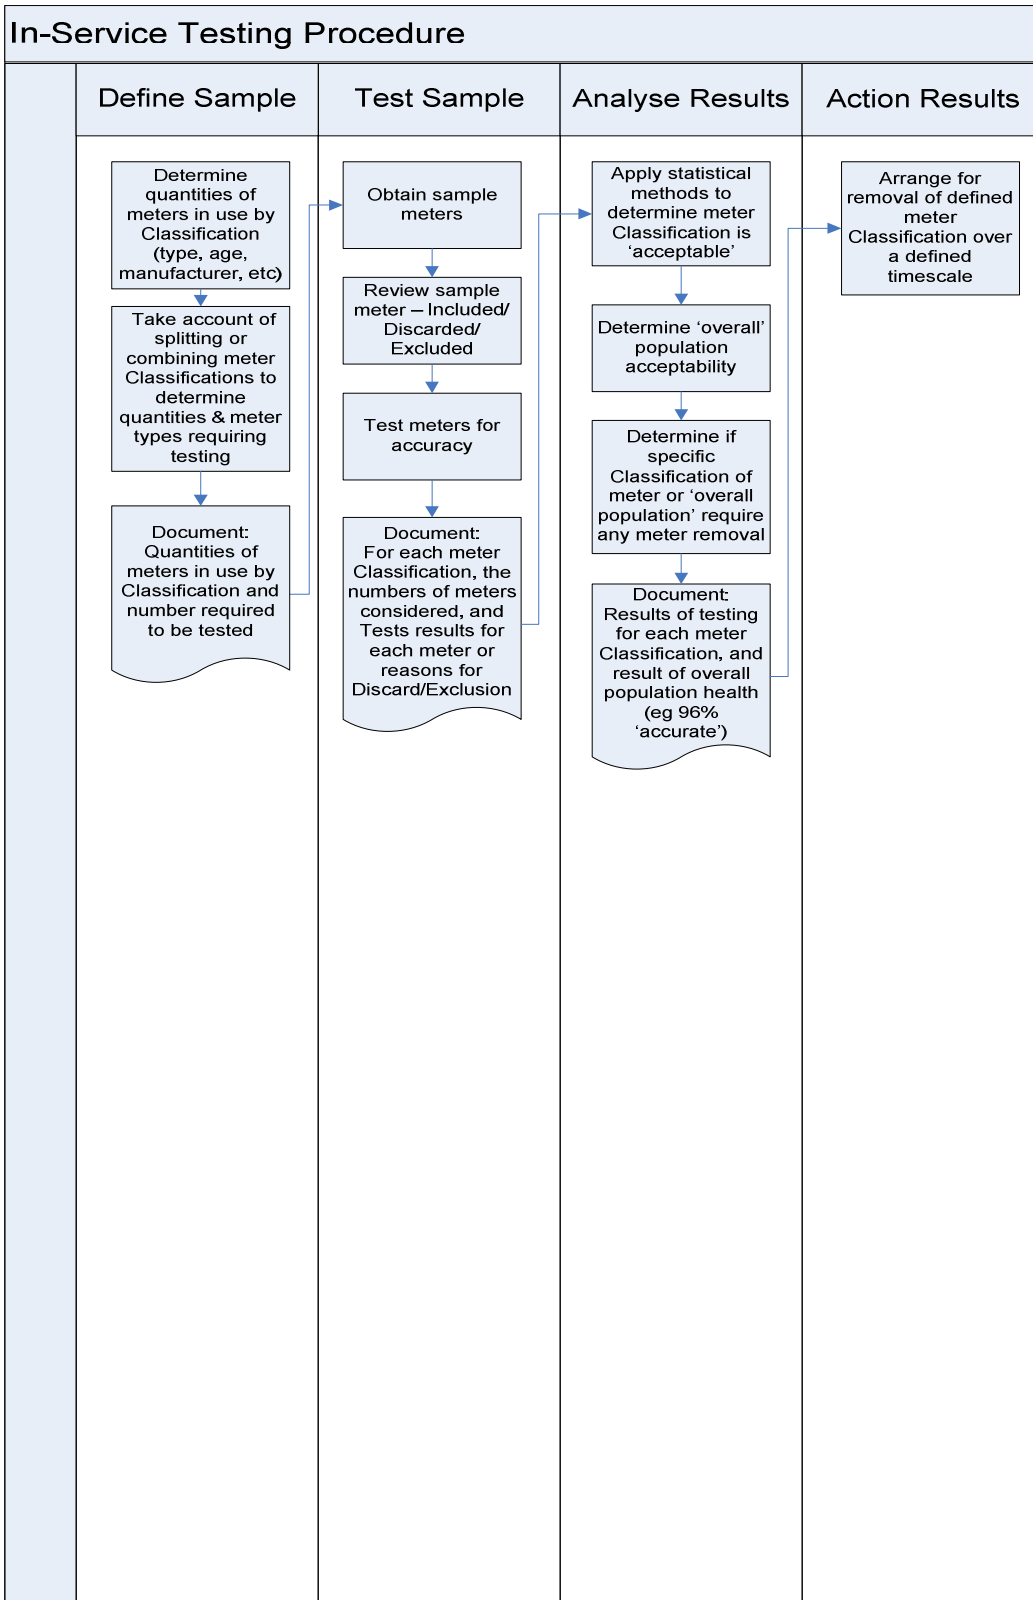 In-Service Testing Procedure
Define Sample
Test Sample
Analyse Results
Action Results
Determine
quantities of
meters in use by
Classification
(type, age,
manufacturer, etc)
Take account of
splitting or
combining meter
Classifications to
determine
quantities & meter
types requiring
testing
Document:
Quantities of
meters in use by
Classification and
number required
to be tested
Obtain sample
meters
Review sample
meter – Included/
Discarded/
Excluded
Test meters for
accuracy
Document:
For each meter
Classification, the
numbers of meters
considered, and
Tests results for
each meter or
reasons for
Discard/Exclusion
Apply statistical
methods to
determine meter
Classification is
‘acceptable’
Determine ‘overall’
population
acceptability
Determine if
specific
Classification of
meter or ‘overall
population’ require
any meter removal
Document:
Results of testing
for each meter
Classification, and
result of overall
population health
(eg 96%
‘accurate’)
Arrange for
removal of defined
meter
Classification over
a defined
timescale